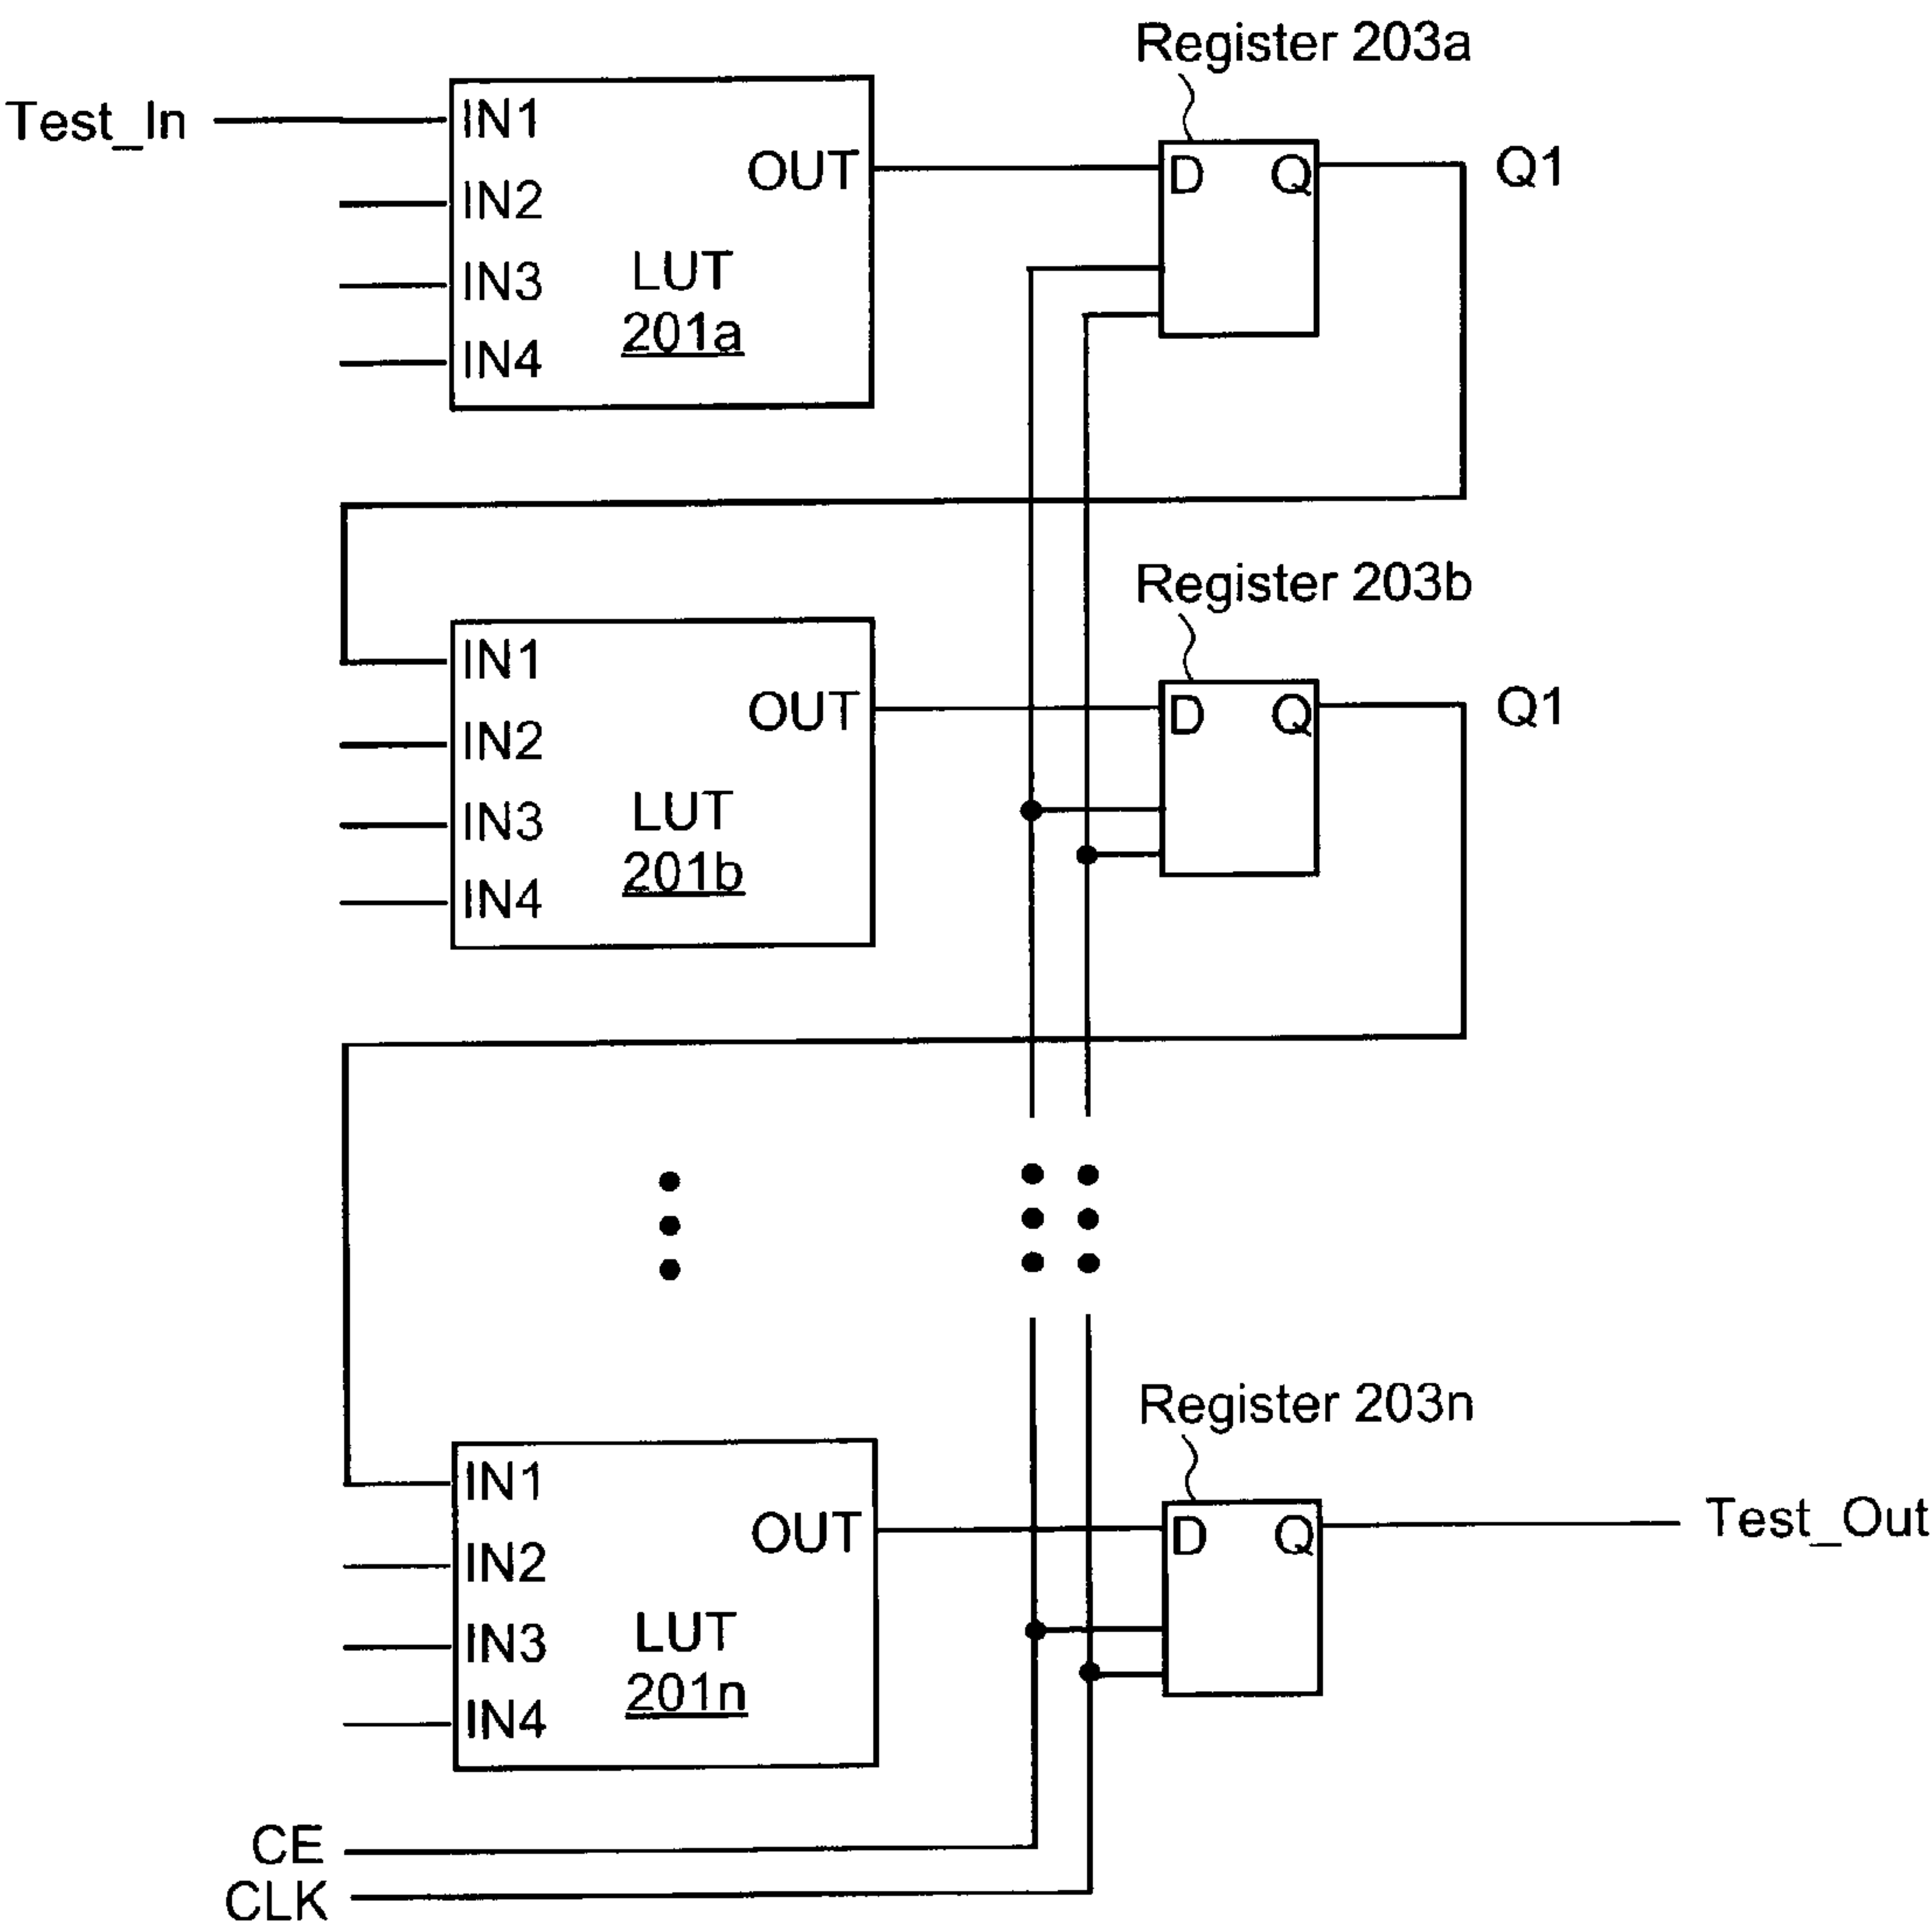 Register 203a
Test_In
IN1
IN2
IN3
IN4
OUT
LUT
201a
D
Q
Q1
Register 203b
IN1
IN2
IN3
IN4
OUT
LUT
201b
D
Q
Q1
Register 203n
IN1
IN2
IN3
IN4
OUT
LUT
201n
D
Q
Test_Out
CE
CLK